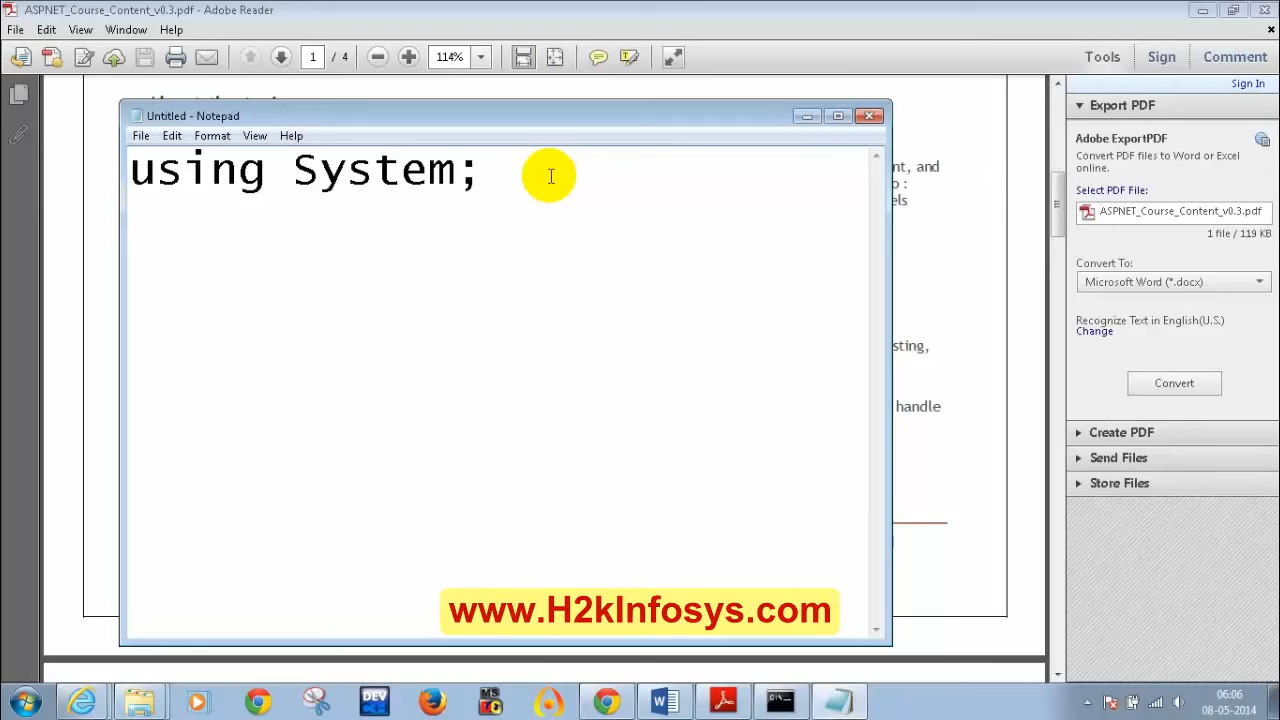 ASPNET_Course_Content_v0.3.pdf - Adobe Reader
File Edit View Window Help
1 / 4 114% Tools Sign Comment
Sign In
Export PDF
Adobe ExportPDF
Convert PDF files to Word or Excel
online.
Select PDF File:
ASPNET_Course_Content_v0.3.pdf
1 file / 119 KB
Convert To:
Microsoft Word (*.docx)
Recognize Text in English(U.S.)
Change
Convert
Create PDF
Send Files
Store Files
Untitled - Notepad
File Edit Format View Help
using System;
and
handle
www.H2kInfosys.com
DEV
MS
06:06
08-05-2014